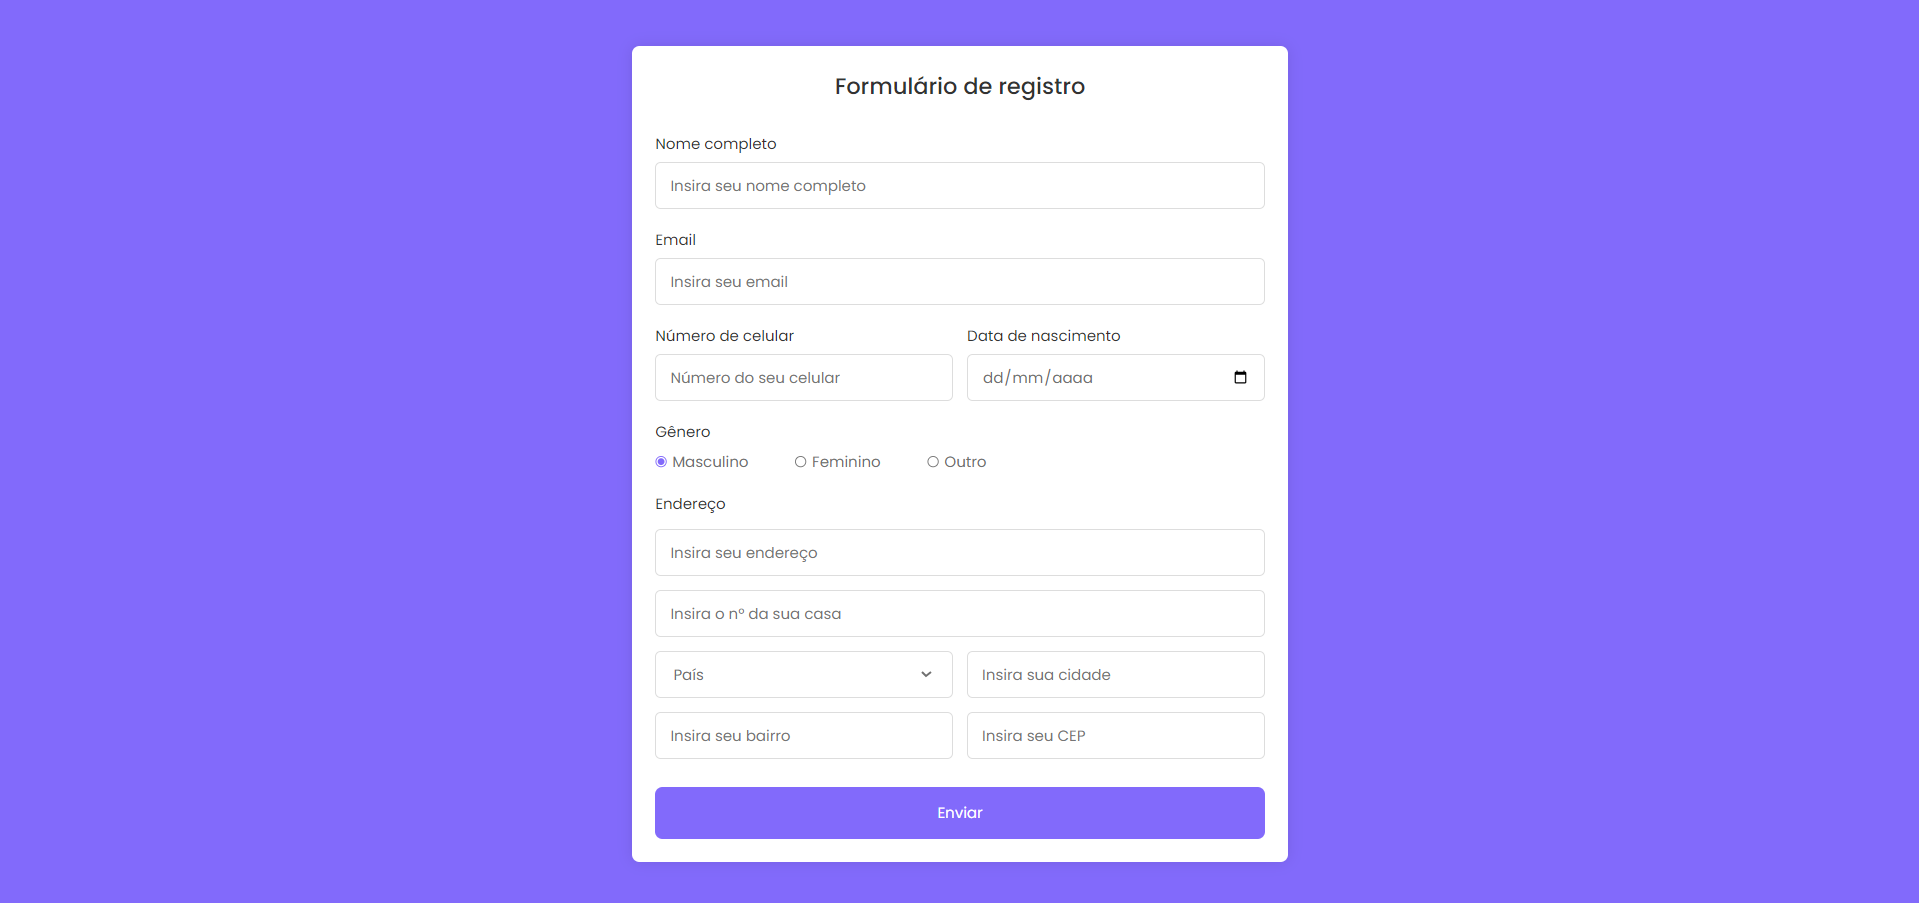 Formulário de registro
Nome completo
Insira seu nome completo
Email
Insira seu email
Número de celular
Data de nascimento
Número do seu celular
dd/mm/aaaa
Gênero
Masculino Feminino Outro
Endereço
Insira seu endereço
Insira o nº da sua casa
País
Insira sua cidade
Insira seu bairro
Insira seu CEP
Enviar